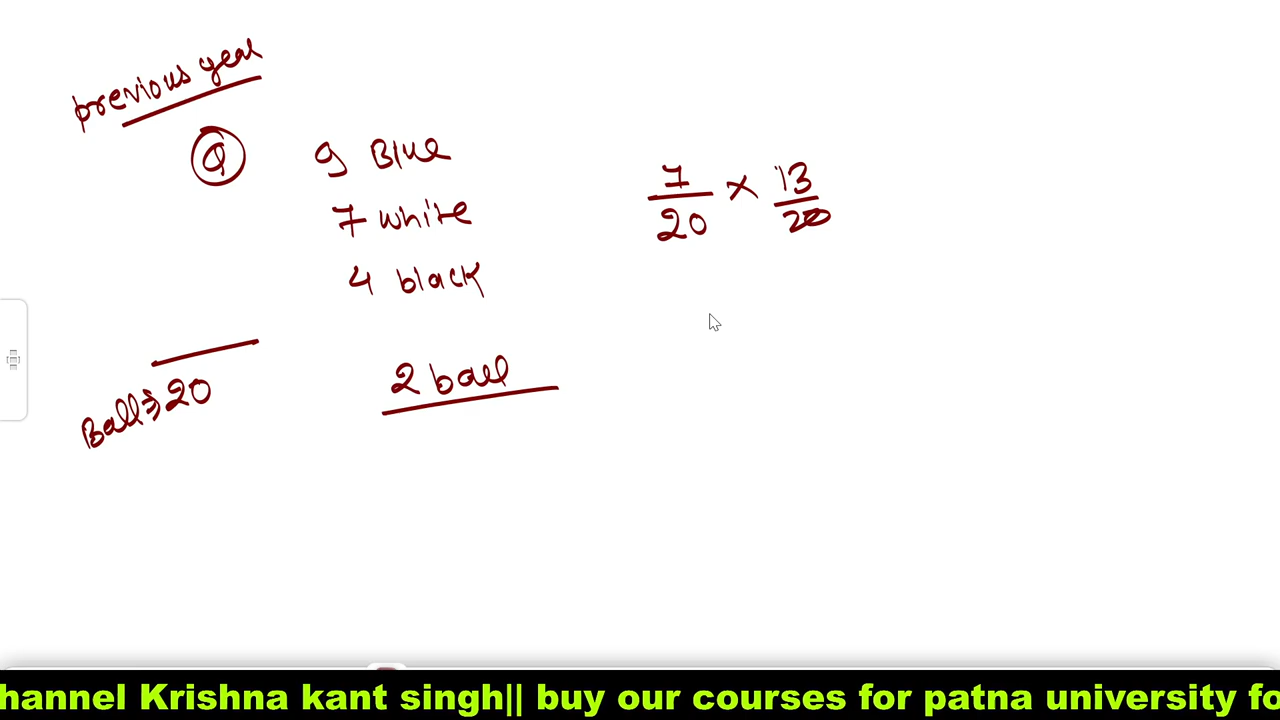 previous year
Q 9 Blue
7 white
4 black
7/20 × 13/20
Ball⇒20
2 ball
hannel Krishna kant singh|| buy our courses for patna university fo